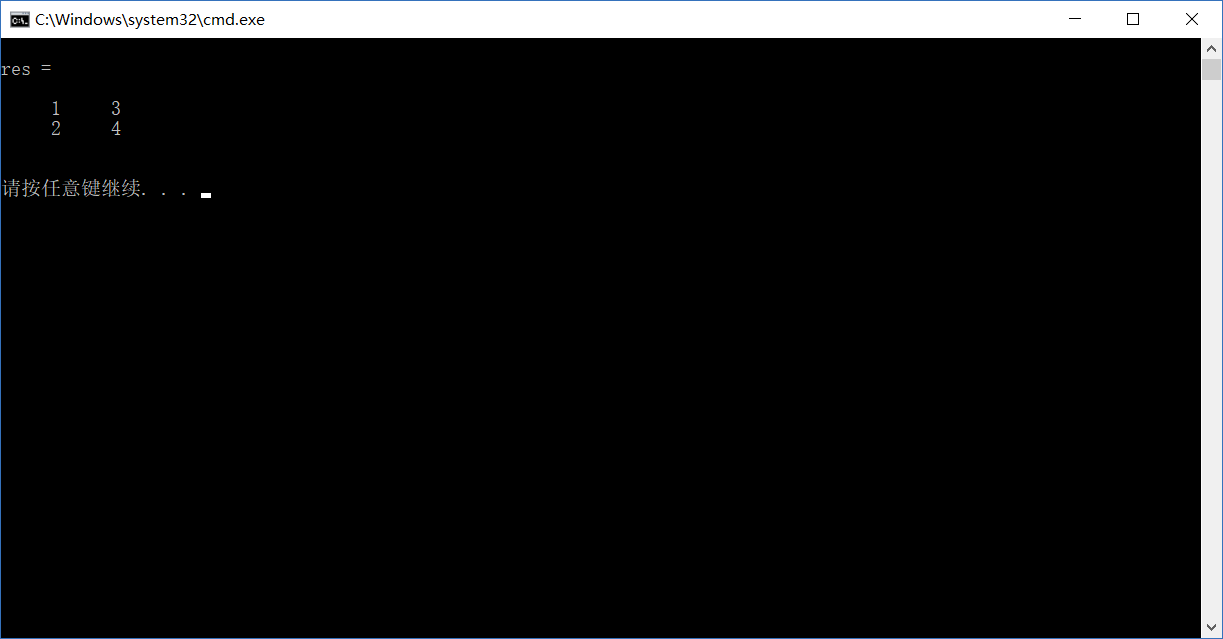 C:\Windows\system32\cmd.exe
res =
1 3
2 4
请按任意键继续. . .